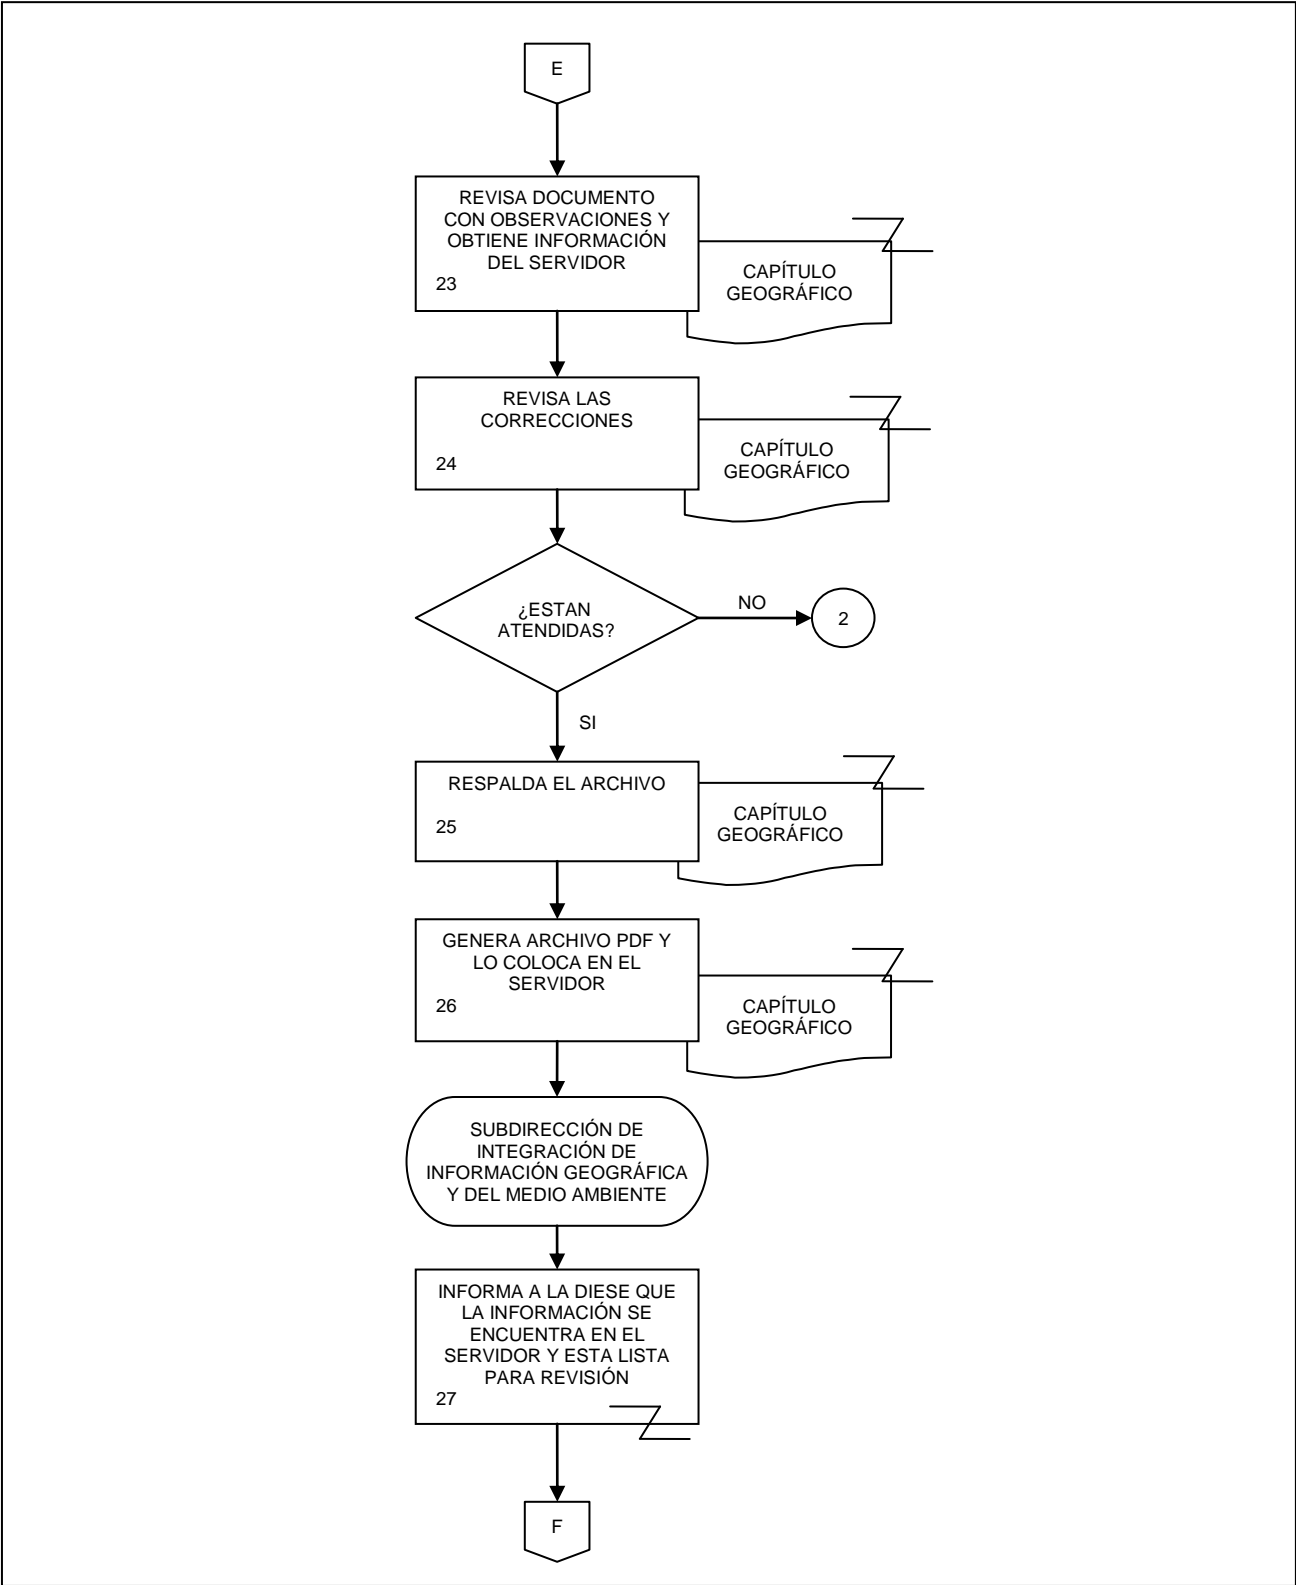 E
REVISA DOCUMENTO
CON OBSERVACIONES Y
OBTIENE INFORMACIÓN
DEL SERVIDOR
23
CAPÍTULO
GEOGRÁFICO
REVISA LAS
CORRECCIONES
24
CAPÍTULO
GEOGRÁFICO
¿ESTAN
ATENDIDAS?
NO
2
SI
RESPALDA EL ARCHIVO
25
CAPÍTULO
GEOGRÁFICO
GENERA ARCHIVO PDF Y
LO COLOCA EN EL
SERVIDOR
26
CAPÍTULO
GEOGRÁFICO
SUBDIRECCIÓN DE
INTEGRACIÓN DE
INFORMACIÓN GEOGRÁFICA
Y DEL MEDIO AMBIENTE
INFORMA A LA DIESE QUE
LA INFORMACIÓN SE
ENCUENTRA EN EL
SERVIDOR Y ESTA LISTA
PARA REVISIÓN
27
F